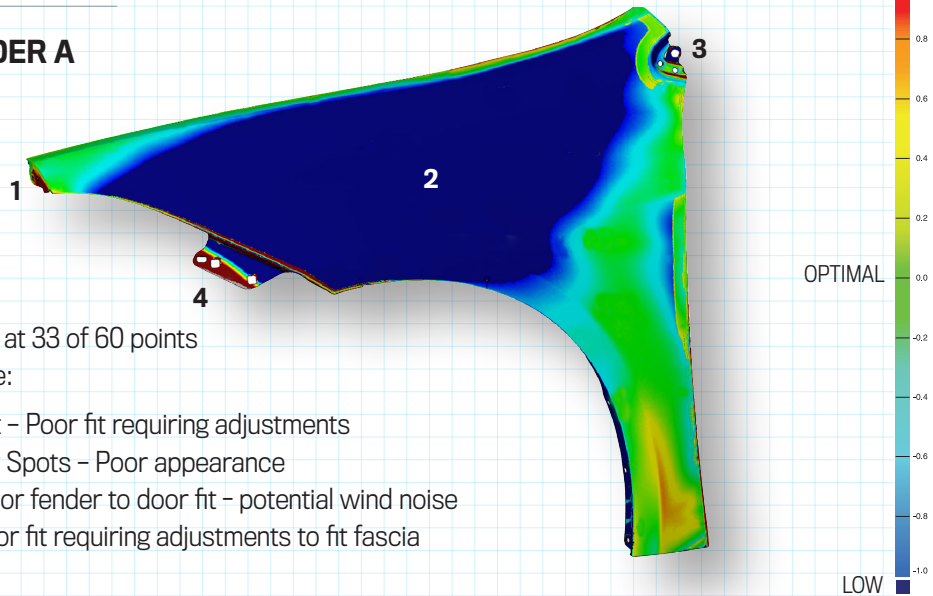 DER A
3
1
2
4
at 33 of 60 points
e:
– Poor fit requiring adjustments
Spots – Poor appearance
or fender to door fit – potential wind noise
or fit requiring adjustments to fit fascia
0.8
0.6
0.4
0.2
OPTIMAL
0.0
-0.2
-0.4
-0.6
-0.8
-1.0
LOW